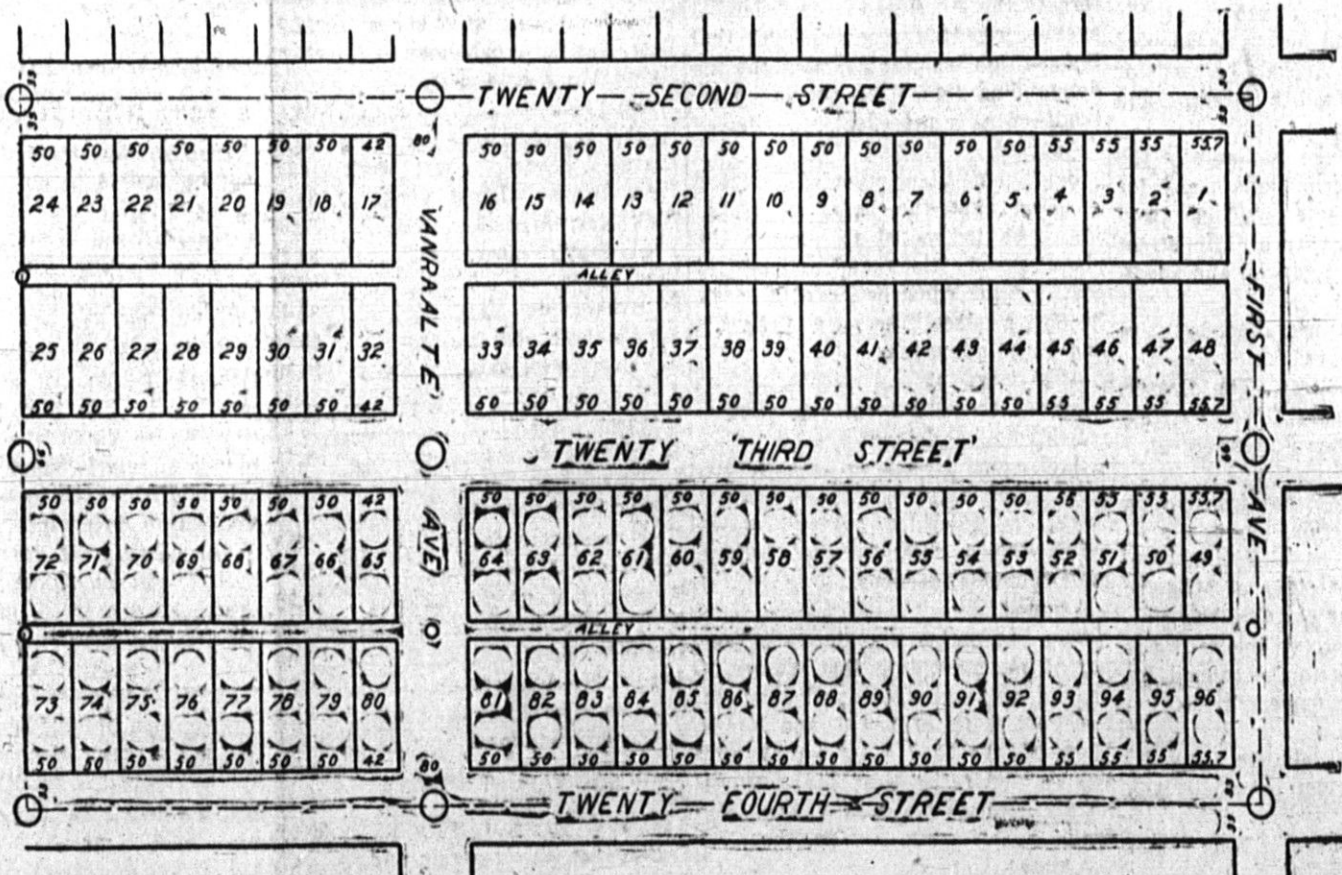 33 33
TWENTY SECOND STREET
33 80 33
50 50 50 50 50 50 50 42 50 50 50 50 50 50 50 50 50 50 50 50 55 55 55 55.7
24 23 22 21 20 19 18 17 16 15 14 13 12 11 10 9 8 7 6 5 4 3 2 1
VANRAALTE
ALLEY
FIRST
25 26 27 28 29 30 31 32 33 34 35 36 37 38 39 40 41 42 43 44 45 46 47 48
50 50 50 50 50 50 50 42 60 50 50 50 50 50 50 50 50 50 50 50 55 55 55 55.7
66 TWENTY THIRD STREET 66
50 50 50 50 50 50 50 42 50 50 50 50 50 50 50 50 50 50 50 50 55 55 55.7
(AVE)
AVE
72 71 70 69 68 67 66 65 64 63 62 61 60 59 58 57 56 55 54 53 52 51 50 49
ALLEY
73 74 75 76 77 78 79 80 81 82 83 84 85 86 87 88 89 90 91 92 93 94 95 96
50 50 50 50 50 50 50 42 50 50 50 50 50 50 50 50 50 50 50 50 55 55 55 55.7
80
33 TWENTY FOURTH STREET 33
33